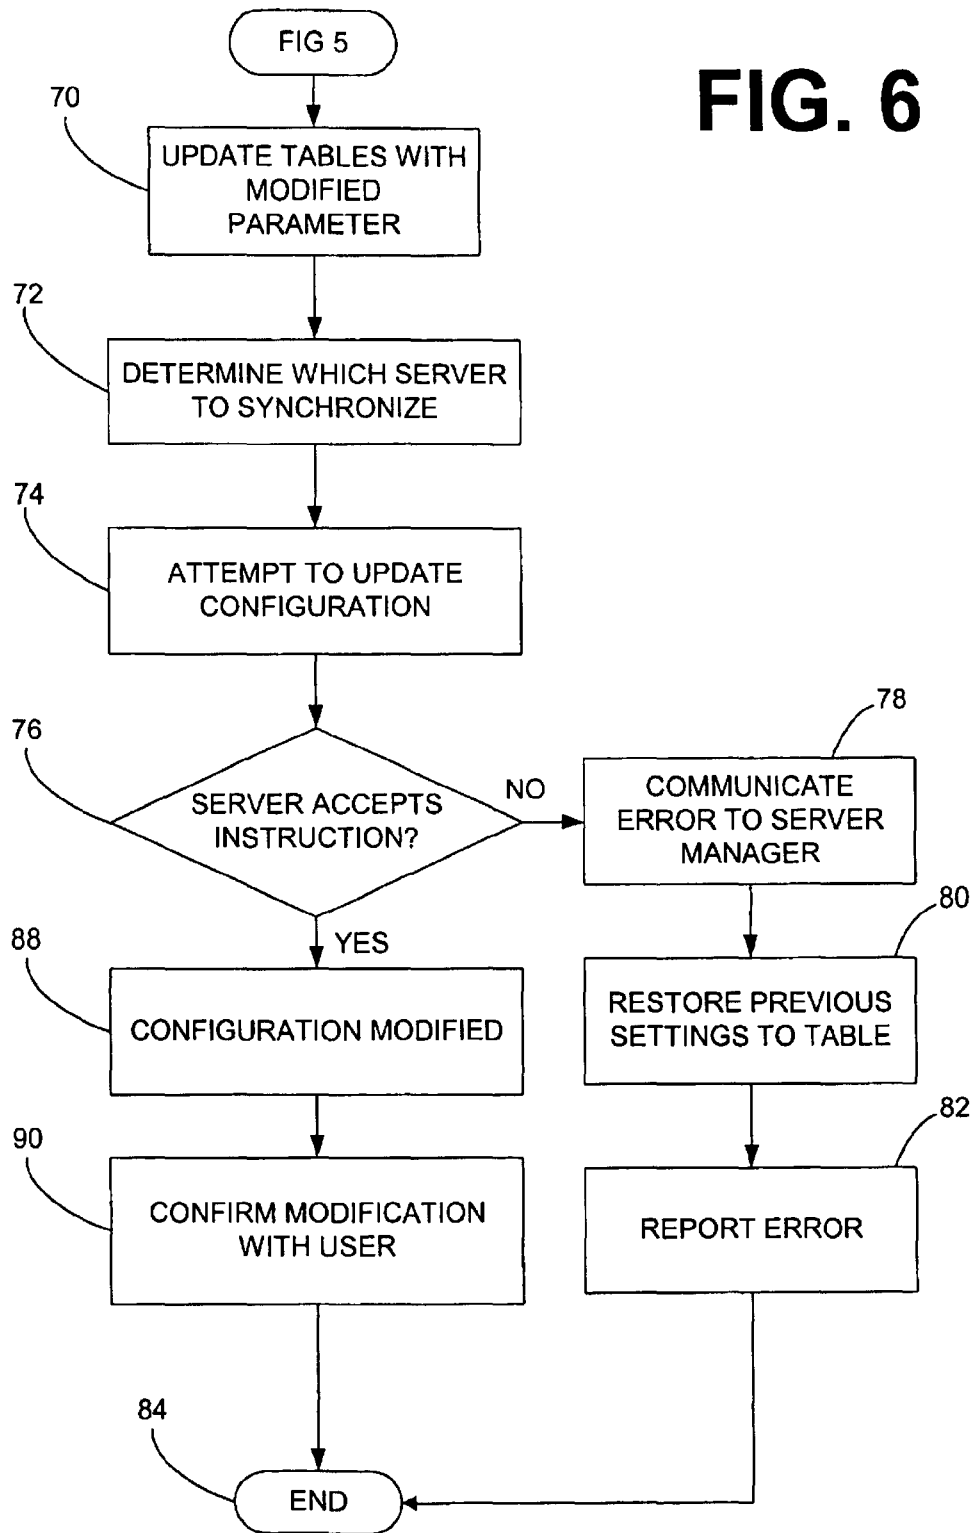 FIG 5
FIG. 6
70
UPDATE TABLES WITH
MODIFIED
PARAMETER
72
DETERMINE WHICH SERVER
TO SYNCHRONIZE
74
ATTEMPT TO UPDATE
CONFIGURATION
76
SERVER ACCEPTS
INSTRUCTION?
NO
78
COMMUNICATE
ERROR TO SERVER
MANAGER
YES
80
RESTORE PREVIOUS
SETTINGS TO TABLE
88
CONFIGURATION MODIFIED
82
REPORT ERROR
90
CONFIRM MODIFICATION
WITH USER
84
END